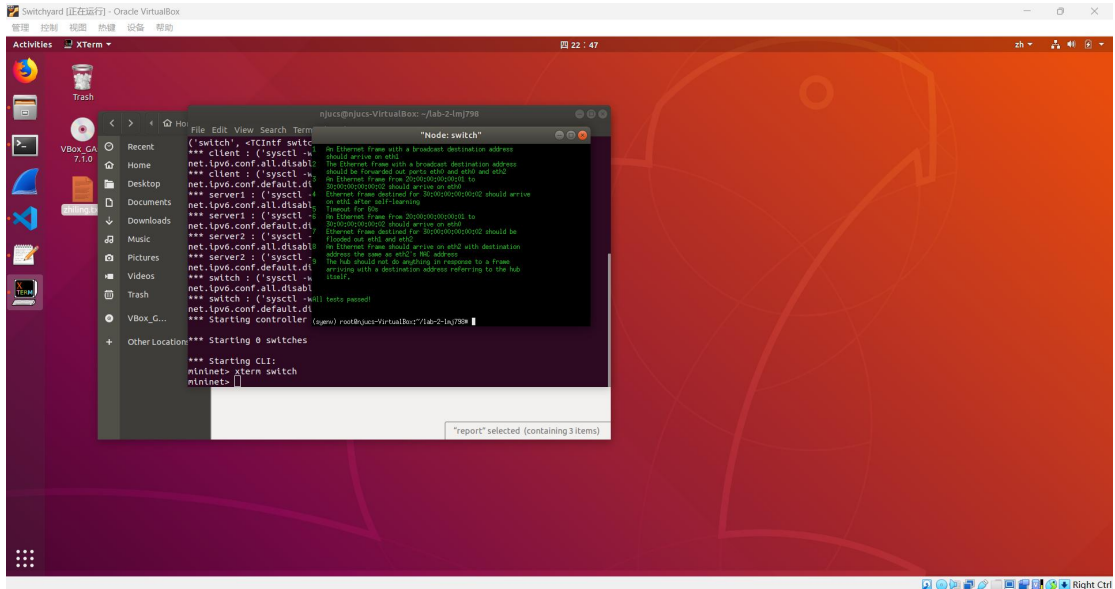 Switchyard [正在运行] - Oracle VirtualBox
管理 控制 视图 热键 设备 帮助
Activities XTerm 四 22：47 zh
Trash
VBox_GA
7.1.0
zhiling.tx
Ho
Recent
Home
Desktop
Documents
Downloads
Music
Pictures
Videos
Trash
VBox_G...
Other Locations
"report" selected (containing 3 items)
njucs@njucs-VirtualBox: ~/lab-2-lmj798
File Edit View Search Term
('switch', <TCIntf switc
*** client : ('sysctl -w
net.ipv6.conf.all.disabl
*** client : ('sysctl -w
net.ipv6.conf.default.di
*** server1 : ('sysctl -
net.ipv6.conf.all.disabl
*** server1 : ('sysctl -
net.ipv6.conf.default.di
*** server2 : ('sysctl -
net.ipv6.conf.all.disabl
*** server2 : ('sysctl -
net.ipv6.conf.default.di
*** switch : ('sysctl -w
net.ipv6.conf.all.disabl
*** switch : ('sysctl -w
net.ipv6.conf.default.di
*** Starting controller
*** Starting 0 switches
*** Starting CLI:
mininet> xterm switch
mininet>
"Node: switch"
1 An Ethernet frame with a broadcast destination address
should arrive on eth1
2 The Ethernet frame with a broadcast destination address
should be forwarded out ports eth0 and eth0 and eth2
3 An Ethernet frame from 20:00:00:00:00:01 to
30:00:00:00:00:02 should arrive on eth0
4 Ethernet frame destined for 30:00:00:00:00:02 should arrive
on eth1 after self-learning
5 Timeout for 60s
6 An Ethernet frame from 20:00:00:00:00:01 to
30:00:00:00:00:02 should arrive on eth0
7 Ethernet frame destined for 30:00:00:00:00:02 should be
flooded out eth1 and eth2
8 An Ethernet frame should arrive on eth2 with destination
address the same as eth2's MAC address
9 The hub should not do anything in response to a frame
arriving with a destination address referring to the hub
itself.
All tests passed!
(syenv) root@njucs-VirtualBox:~/lab-2-lmj798#
Right Ctrl